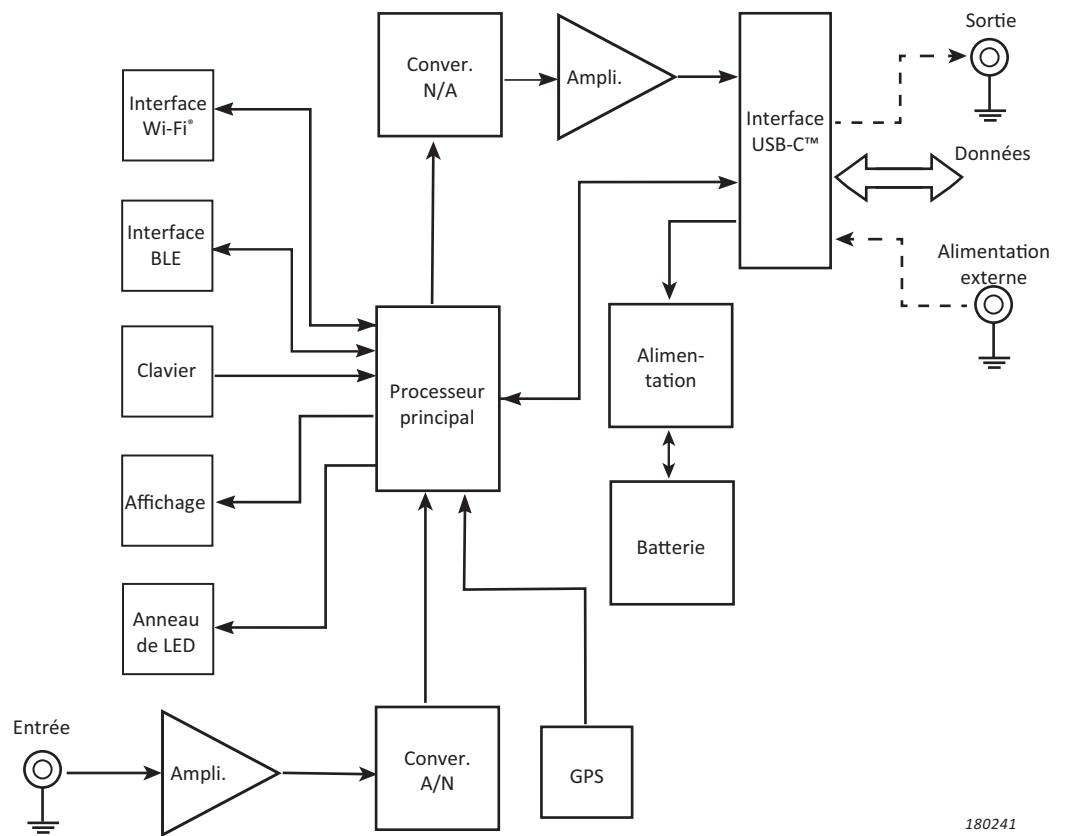 Sortie
Conver.
N/A
Ampli.
Interface
Wi-Fi®
Interface
USB-C™
Données
Interface
BLE
Alimentation
externe
Clavier
Alimen-
tation
Processeur
principal
Affichage
Batterie
Anneau
de LED
Entrée
Ampli.
Conver.
A/N
GPS
180241